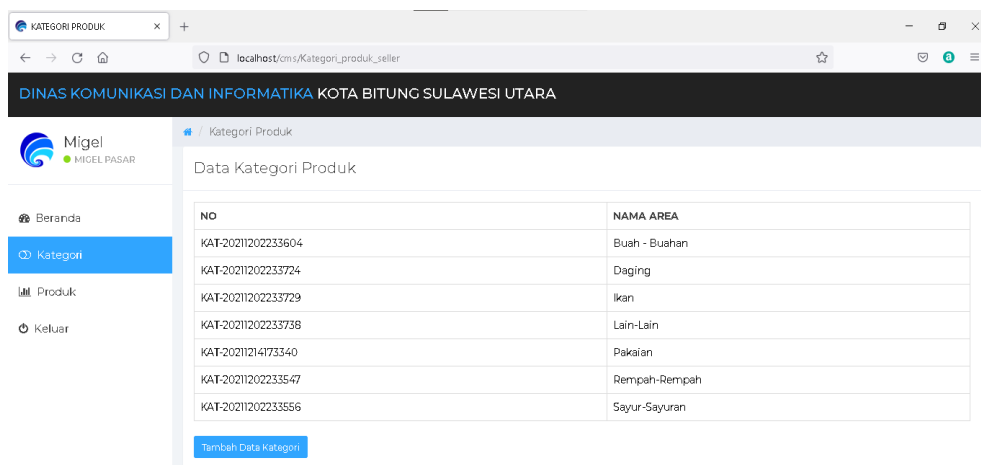 KATEGORI PRODUK
localhost/cms/Kategori_produk_seller
DINAS KOMUNIKASI DAN INFORMATIKA KOTA BITUNG SULAWESI UTARA
Migel
MIGEL PASAR
/ Kategori Produk
Data Kategori Produk
Beranda
Kategori
Produk
Keluar
NO NAMA AREA
KAT-20211202233604 Buah - Buahan
KAT-20211202233724 Daging
KAT-20211202233729 Ikan
KAT-20211202233738 Lain-Lain
KAT-20211214173340 Pakaian
KAT-20211202233547 Rempah-Rempah
KAT-20211202233556 Sayur-Sayuran
Tambah Data Kategori